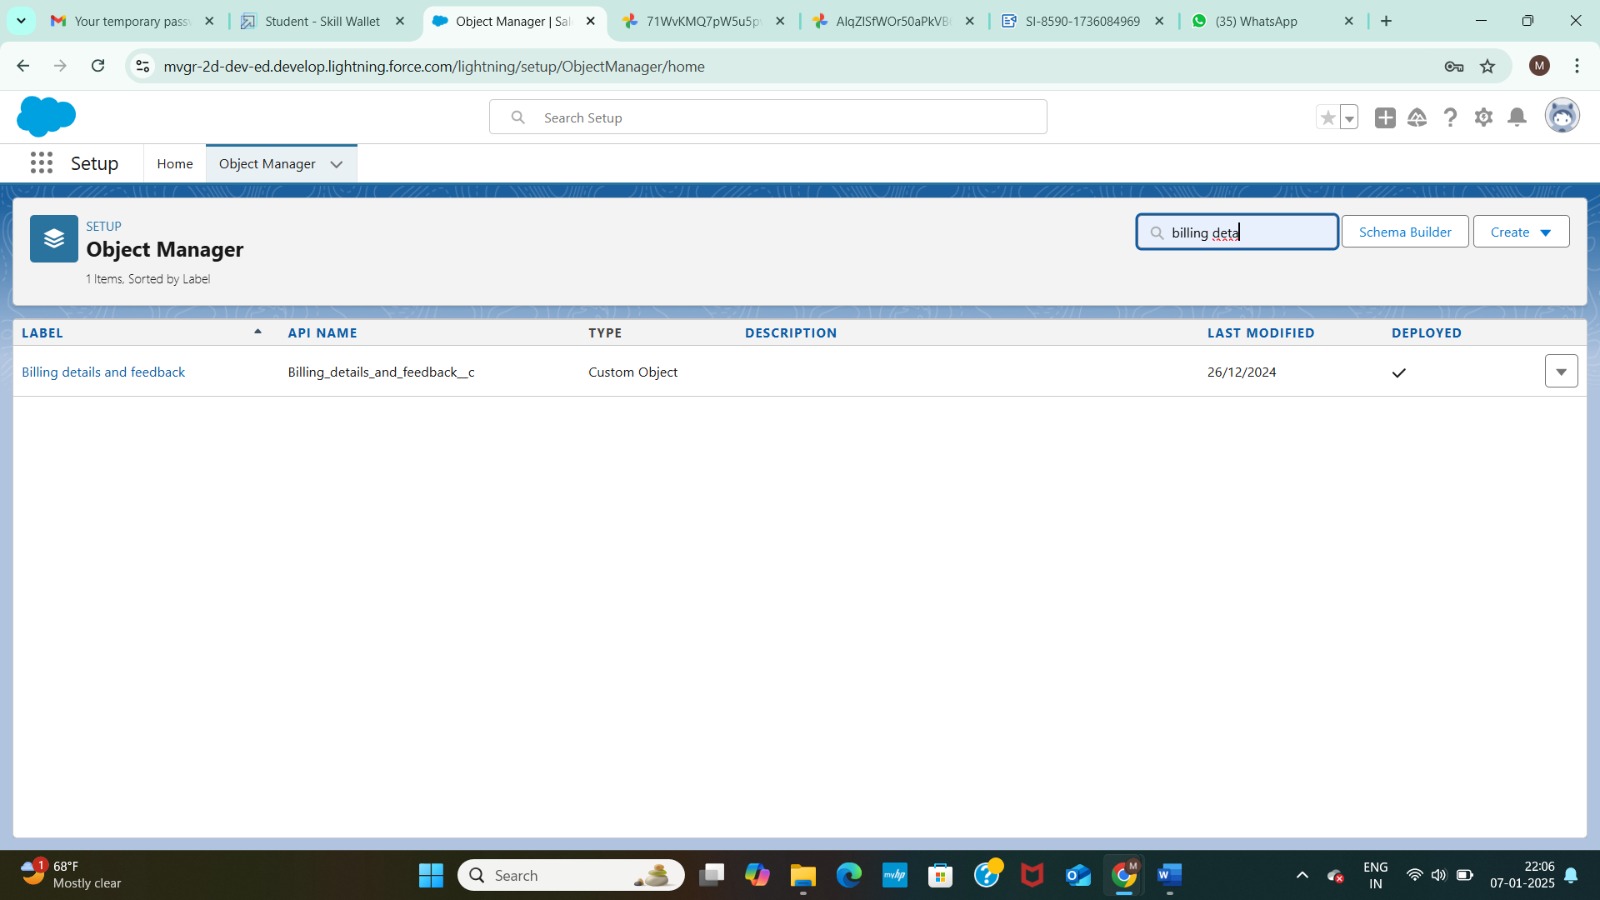 Your temporary passw
Student - Skill Wallet
Object Manager | Sal
71WvKMQ7pW5u5p
AlqZISfWOr50aPkVB
SI-8590-1736084969
(35) WhatsApp
mvgr-2d-dev-ed.develop.lightning.force.com/lightning/setup/ObjectManager/home
M
Search Setup
Setup
Home
Object Manager
SETUP
Object Manager
1 Items, Sorted by Label
billing deta
Schema Builder
Create
LABEL
API NAME
TYPE
DESCRIPTION
LAST MODIFIED
DEPLOYED
Billing details and feedback
Billing_details_and_feedback__c
Custom Object
26/12/2024
1
68°F
Mostly clear
Search
myhp
M
ENG
IN
22:06
07-01-2025